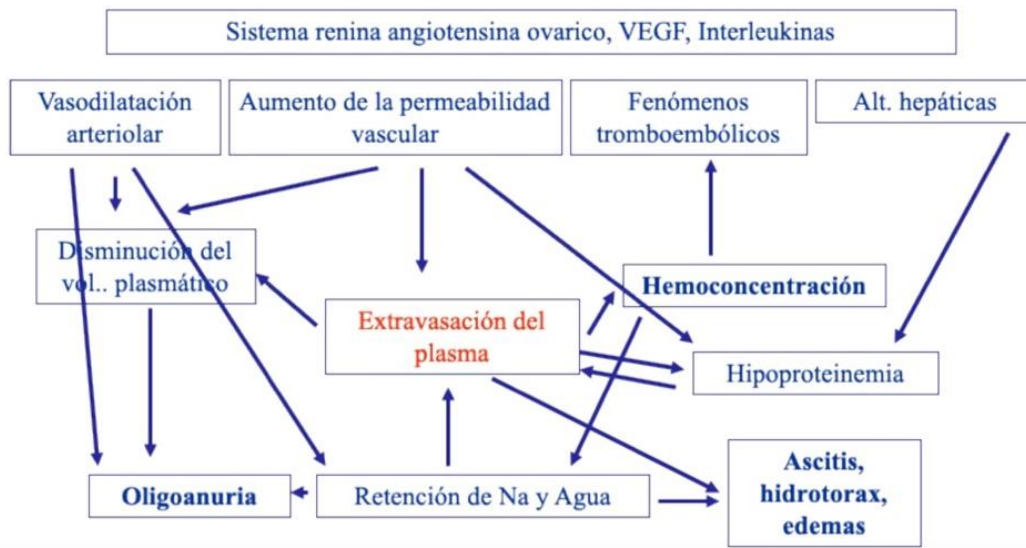 Sistema renina angiotensina ovarico, VEGF, Interleukinas
Vasodilatación
arteriolar
Aumento de la permeabilidad
vascular
Fenómenos
tromboembólicos
Alt. hepáticas
Disminución del
vol.. plasmático
Hemoconcentración
Extravasación del
plasma
Hipoproteinemia
Oligoanuria
Retención de Na y Agua
Ascitis,
hidrotorax,
edemas